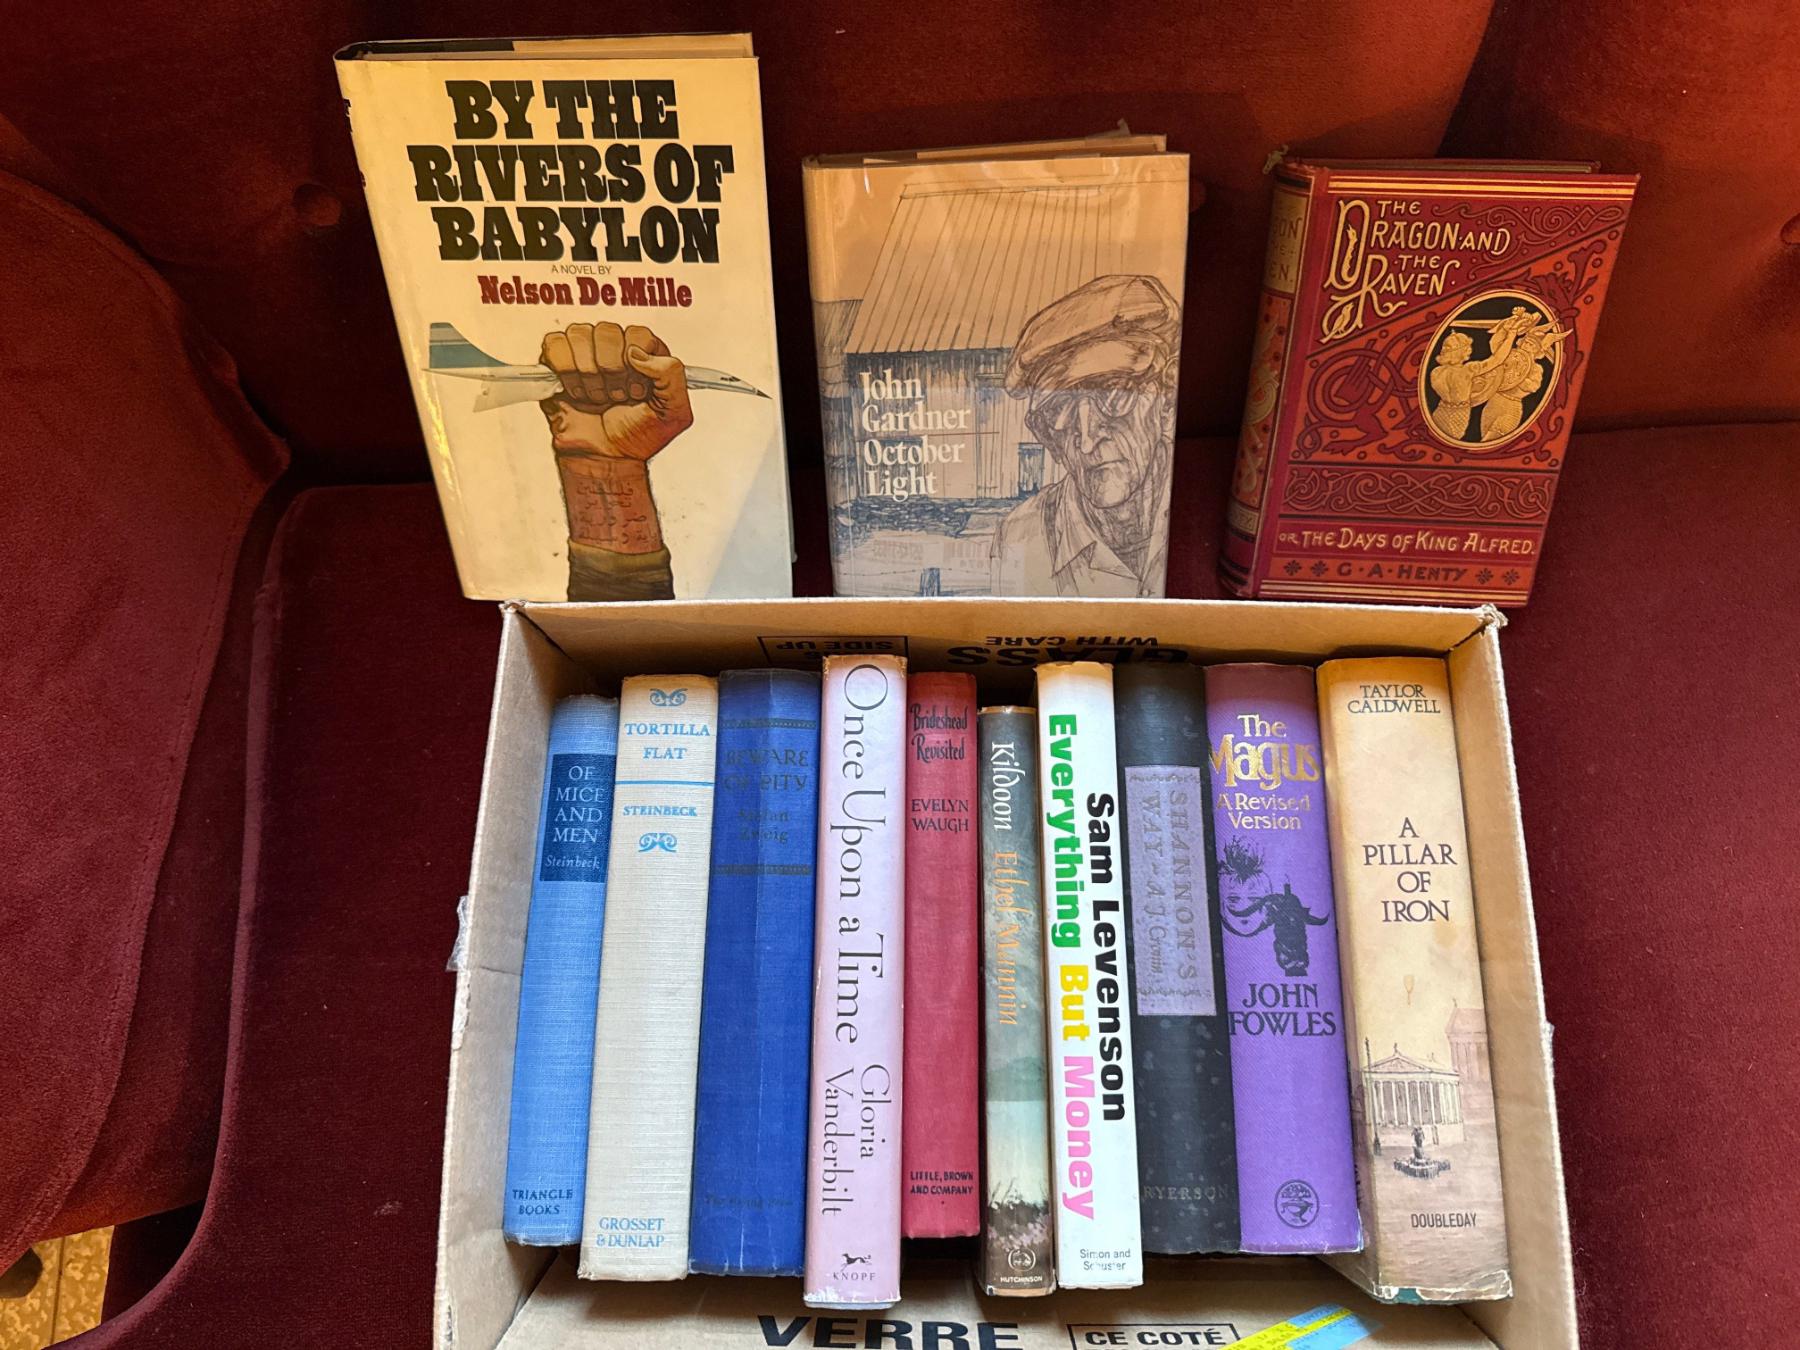 BY THE
RIVERS OF
BABYLON
A NOVEL BY
Nelson De Mille
فلسطين
John
Gardner
October
Light
THE
DRAGON AND
THE
RAVEN
OR THE DAYS OF KING ALFRED.
G. A. HENTY
SIDE UP
GLASS
WITH CARE
OF
MICE
AND
MEN
Steinbeck
TRIANGLE
BOOKS
TORTILLA
FLAT
STEINBECK
GROSSET
& DUNLAP
BEWARE
OF PITY
Stefan
Zweig
Once Upon a Time
Gloria
Vanderbilt
KNOPF
Brideshead
Revisited
EVELYN
WAUGH
LITTLE, BROWN
AND COMPANY
Kildoon Ethel Mannin
HUTCHINSON
Sam Levenson
Everything But Money
Simon and
Schuster
SHANNON'S
WAY - A.J. Cronin
RYERSON
The
Magus
A Revised
Version
JOHN
FOWLES
TAYLOR
CALDWELL
A
PILLAR
OF
IRON
DOUBLEDAY
VERRE
CE COTÉ